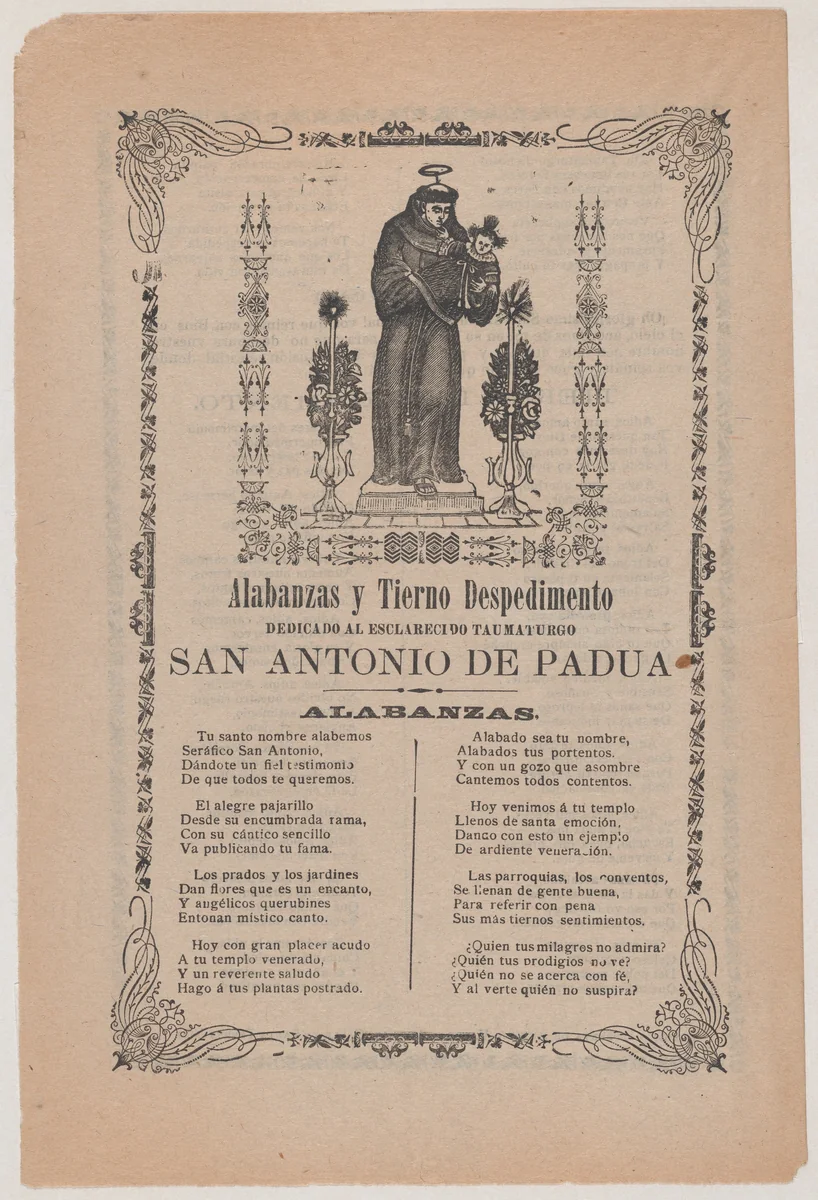 Alabanzas y Tierno Despedimento
DEDICADO AL ESCLARECIDO TAUMATURGO
SAN ANTONIO DE PADUA
ALABANZAS.
Tu santo nombre alabemos
Seráfico San Antonio,
Dándote un fiel testimonio
De que todos te queremos.
El alegre pajarillo
Desde su encumbrada rama,
Con su cántico sencillo
Va publicando tu fama.
Los prados y los jardines
Dan flores que es un encanto,
Y angélicos querubines
Entonan místico canto.
Hoy con gran placer acudo
A tu templo venerado,
Y un reverente saludo
Hago á tus plantas postrado.
Alabado sea tu nombre,
Alabados tus portentos.
Y con un gozo que asombre
Cantemos todos contentos.
Hoy venimos á tu templo
Llenos de santa emoción,
Dando con esto un ejemplo
De ardiente veneración.
Las parroquias, los conventos,
Se llenan de gente buena,
Para referir con pena
Sus más tiernos sentimientos.
¿Quien tus milagros no admira?
¿Quién tus prodigios no ve?
¿Quién no se acerca con fé,
Y al verte quién no suspira?